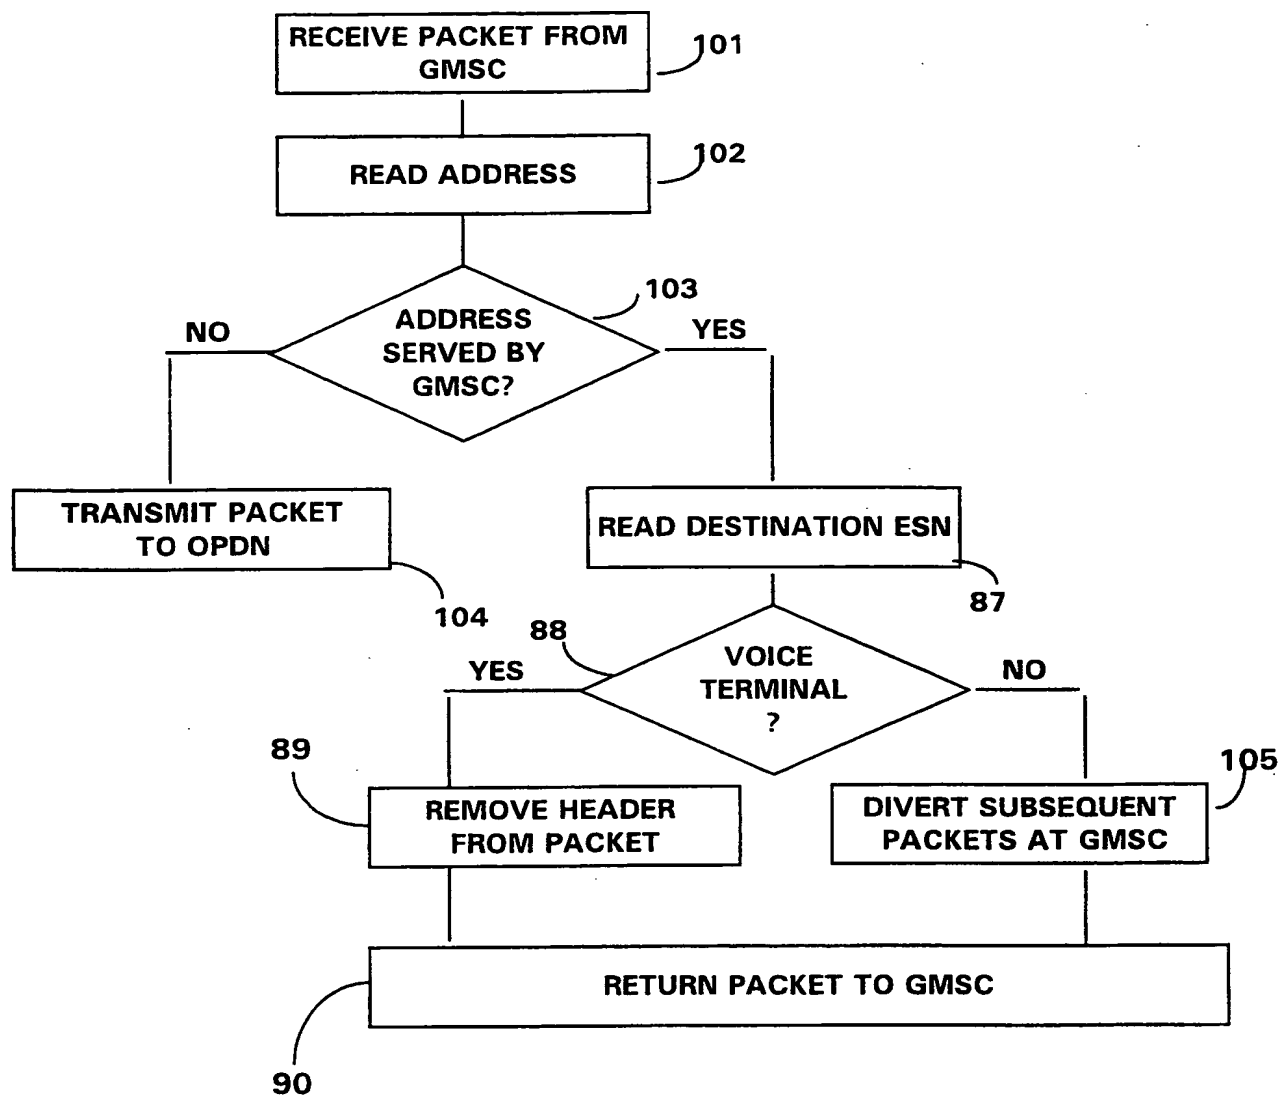 RECEIVE PACKET FROM
GMSC
101
READ ADDRESS
102
103
ADDRESS
SERVED BY
GMSC?
NO
YES
TRANSMIT PACKET
TO OPDN
104
READ DESTINATION ESN
87
88
VOICE
TERMINAL
?
YES
NO
89
REMOVE HEADER
FROM PACKET
105
DIVERT SUBSEQUENT
PACKETS AT GMSC
RETURN PACKET TO GMSC
90